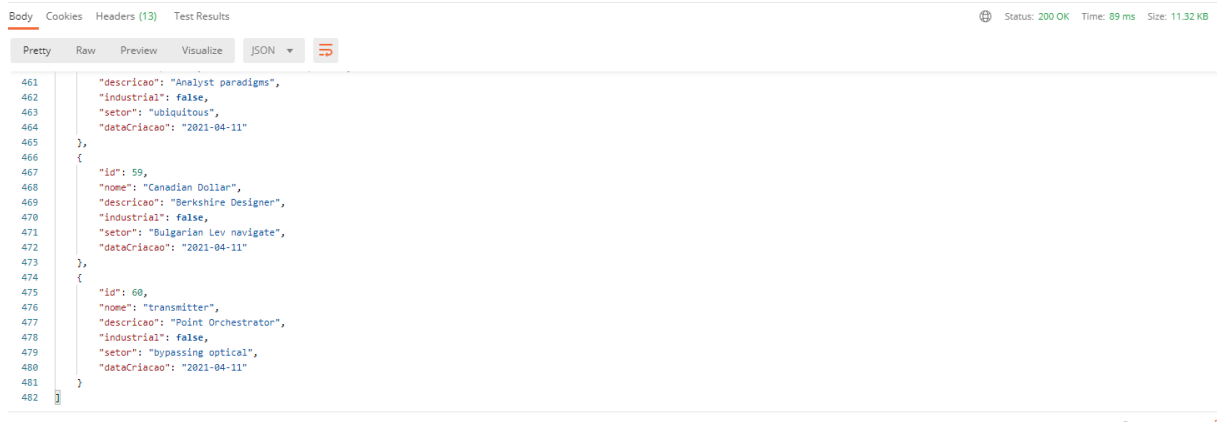 Body Cookies Headers (13) Test Results Status: 200 OK Time: 89 ms Size: 11.32 KB
Pretty Raw Preview Visualize JSON
461 "descricao": "Analyst paradigms",
462 "industrial": false,
463 "setor": "ubiquitous",
464 "dataCriacao": "2021-04-11"
465 },
466 {
467 "id": 59,
468 "nome": "Canadian Dollar",
469 "descricao": "Berkshire Designer",
470 "industrial": false,
471 "setor": "Bulgarian Lev navigate",
472 "dataCriacao": "2021-04-11"
473 },
474 {
475 "id": 60,
476 "nome": "transmitter",
477 "descricao": "Point Orchestrator",
478 "industrial": false,
479 "setor": "bypassing optical",
480 "dataCriacao": "2021-04-11"
481 }
482 ]